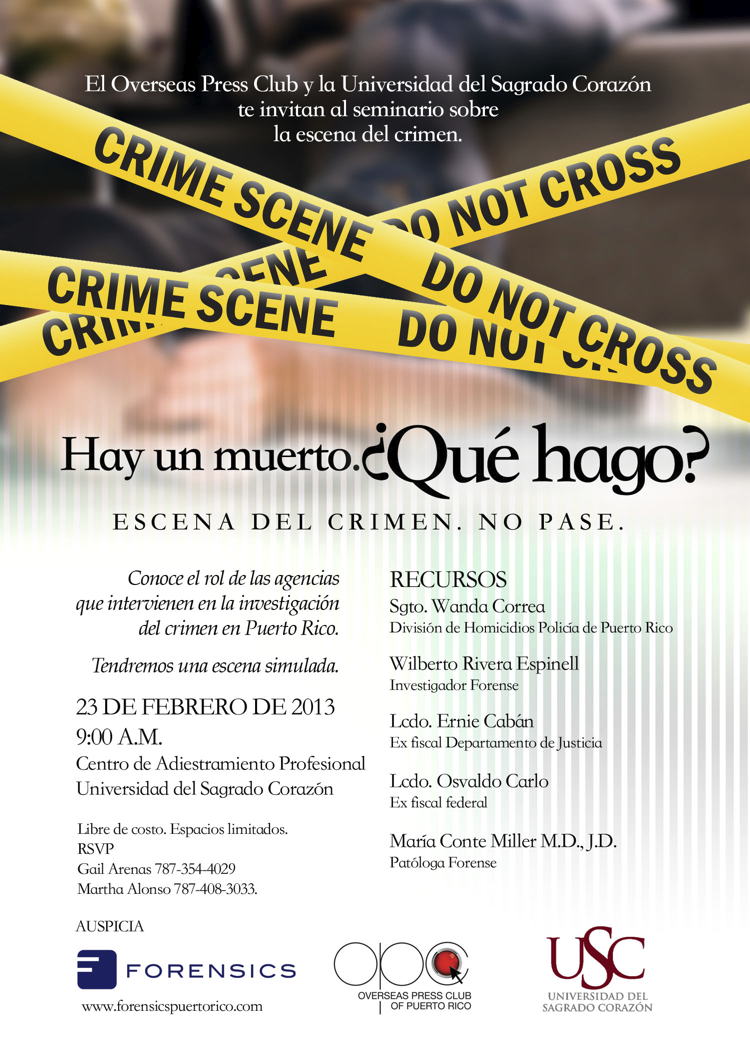 El Overseas Press Club y la Universidad del Sagrado Corazón
te invitan al seminario sobre
la escena del crimen.
CRIME SCENE DO NOT CROSS
DO NOT CROSS
CRIME SCENE DO NOT
Hay un muerto. ¿Qué hago?
ESCENA DEL CRIMEN. NO PASE.
Conoce el rol de las agencias
que intervienen en la investigación
del crimen en Puerto Rico.
Tendremos una escena simulada.
23 DE FEBRERO DE 2013
9:00 A.M.
Centro de Adiestramiento Profesional
Universidad del Sagrado Corazón
Libre de costo. Espacios limitados.
RSVP
Gail Arenas 787-354-4029
Martha Alonso 787-408-3033.
RECURSOS
Sgto. Wanda Correa
División de Homicidios Policía de Puerto Rico
Wilberto Rivera Espinell
Investigador Forense
Lcdo. Ernie Cabán
Ex fiscal Departamento de Justicia
Lcdo. Osvaldo Carlo
Ex fiscal federal
María Conte Miller M.D., J.D.
Patóloga Forense
AUSPICIA
FORENSICS
www.forensicspuertorico.com
opc
OVERSEAS PRESS CLUB
OF PUERTO RICO
USC
UNIVERSIDAD DEL
SAGRADO CORAZÓN